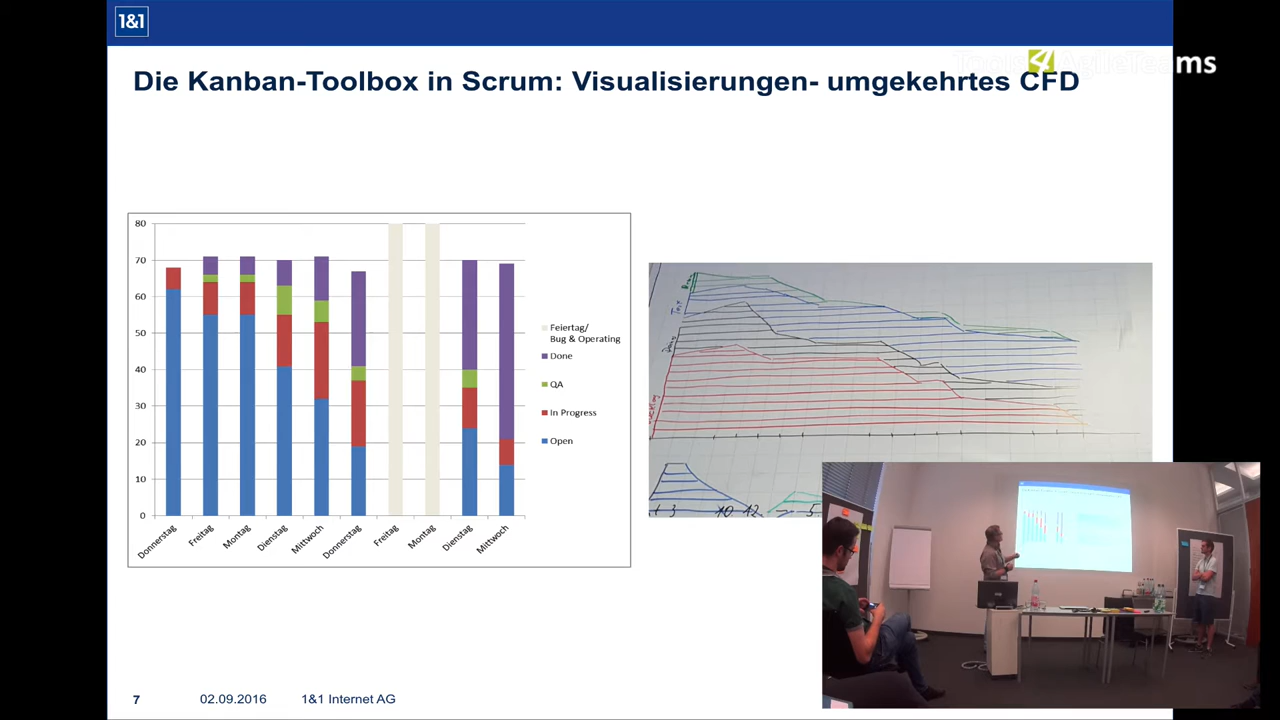 1&1
Tools4AgileTeams
Die Kanban-Toolbox in Scrum: Visualisierungen- umgekehrtes CFD
80
70
60
50
40
30
20
10
0
Donnerstag
Freitag
Montag
Dienstag
Mittwoch
Donnerstag
Freitag
Montag
Dienstag
Mittwoch
Feiertag/
Bug & Operating
Done
QA
In Progress
Open
Test
7
02.09.2016
1&1 Internet AG